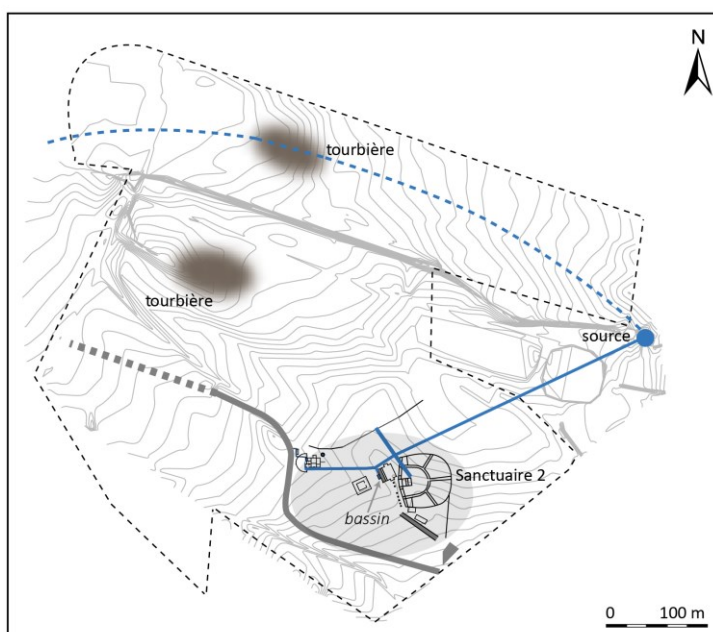 N
tourbière
tourbière
source
Sanctuaire 2
bassin
0 100 m